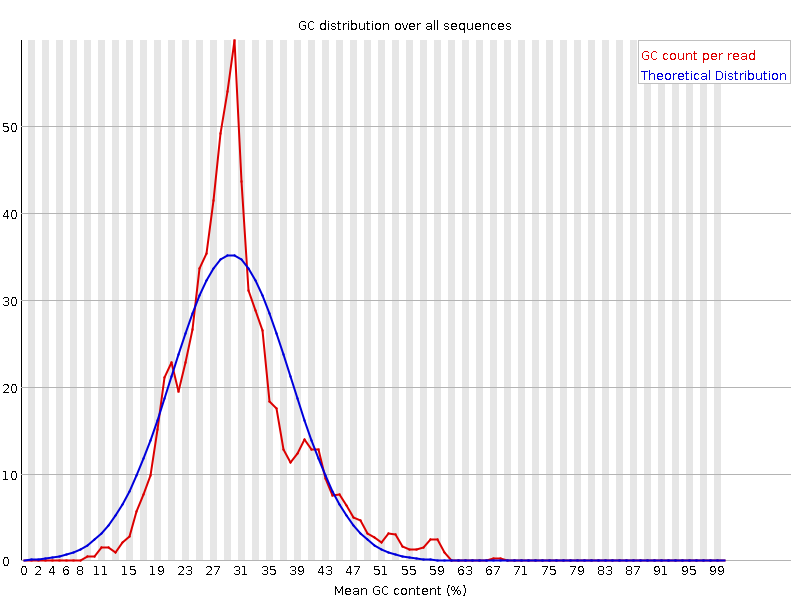 GC distribution over all sequences
GC count per read
Theoretical Distribution
50
40
30
20
10
0
0 2 4 6 8 11 15 19 23 27 31 35 39 43 47 51 55 59 63 67 71 75 79 83 87 91 95 99
Mean GC content (%)